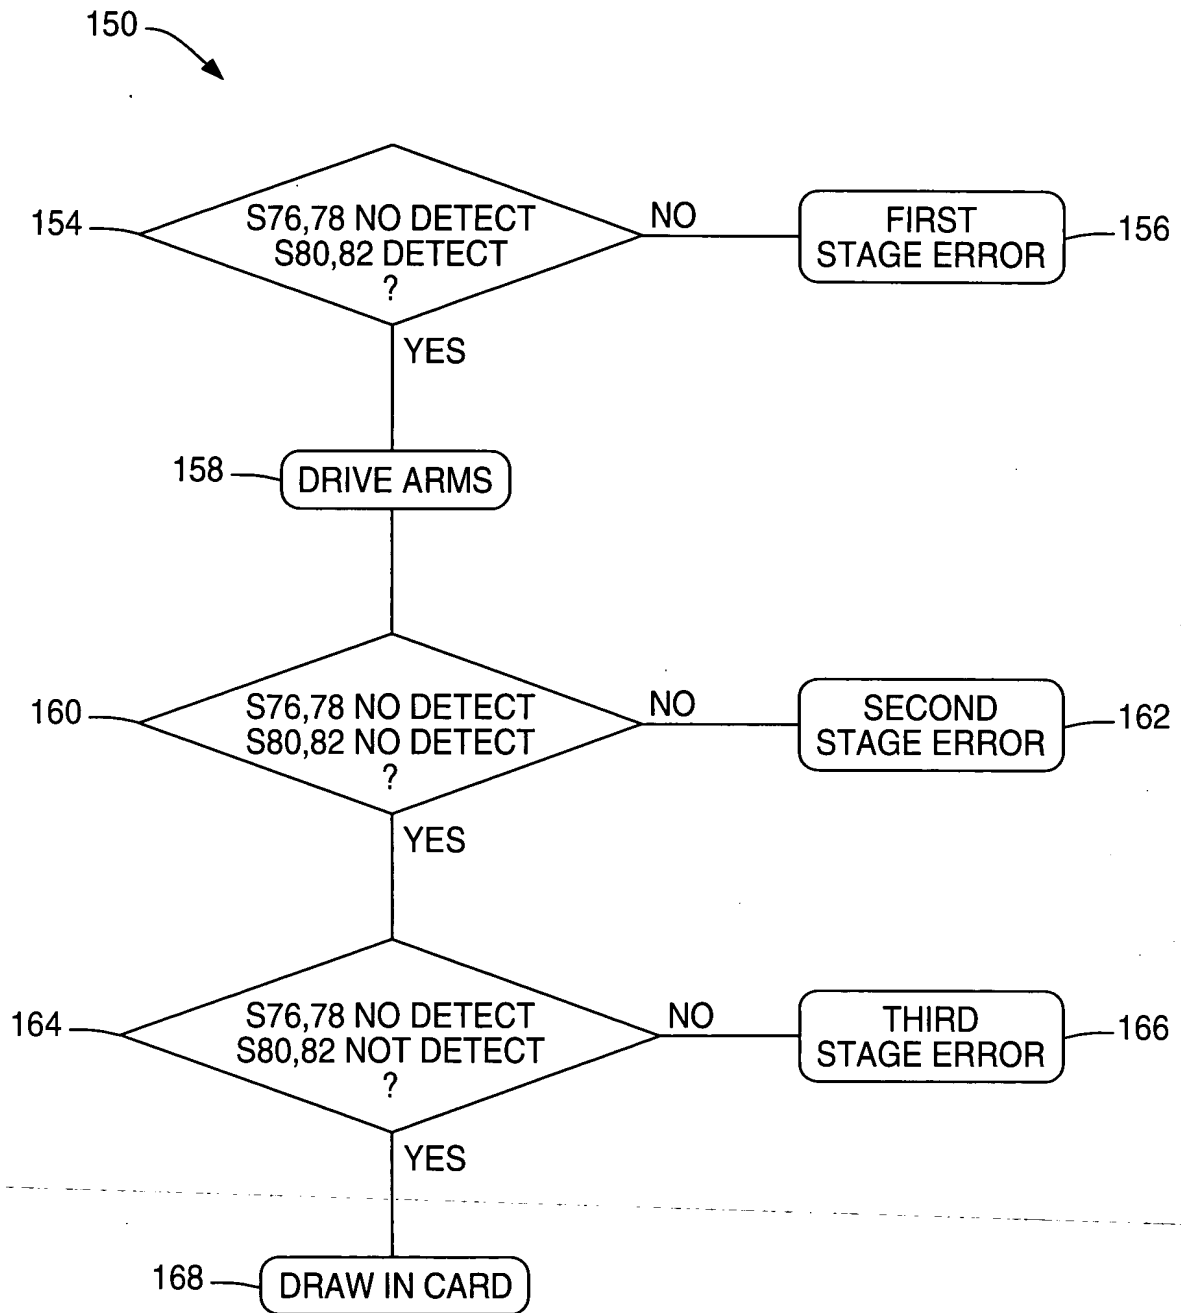 150
154
S76,78 NO DETECT
S80,82 DETECT
?
NO
FIRST
STAGE ERROR
156
YES
158
DRIVE ARMS
160
S76,78 NO DETECT
S80,82 NO DETECT
?
NO
SECOND
STAGE ERROR
162
YES
164
S76,78 NO DETECT
S80,82 NOT DETECT
?
NO
THIRD
STAGE ERROR
166
YES
168
DRAW IN CARD